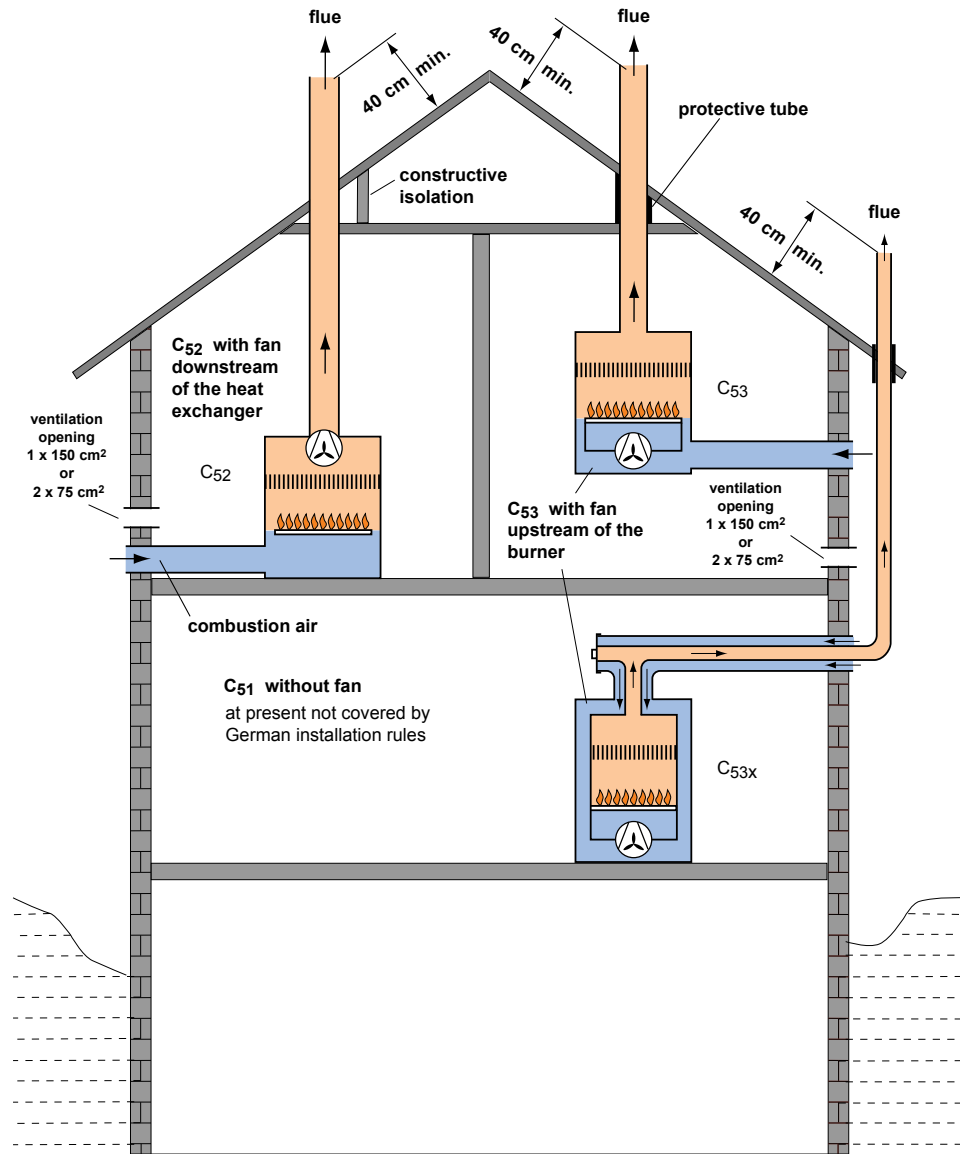 flue
flue
40 cm min.
40 cm min.
protective tube
constructive
isolation
40 cm min.
flue
C52 with fan
downstream
of the heat
exchanger
C53
ventilation
opening
1 x 150 cm²
or
2 x 75 cm²
C52
C53 with fan
upstream of the
burner
ventilation
opening
1 x 150 cm²
or
2 x 75 cm²
combustion air
C51 without fan
at present not covered by
German installation rules
C53x